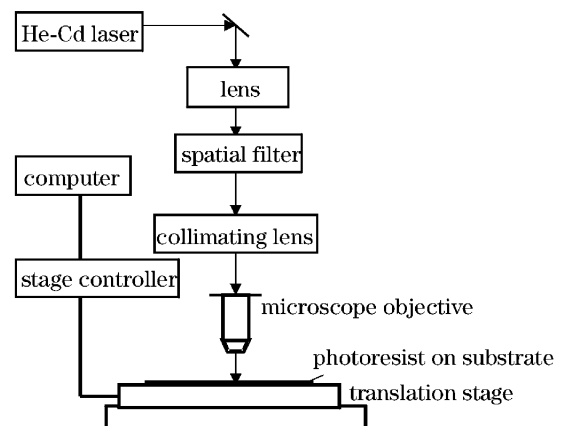 He-Cd laser
lens
spatial filter
computer
collimating lens
stage controller
microscope objective
photoresist on substrate
translation stage